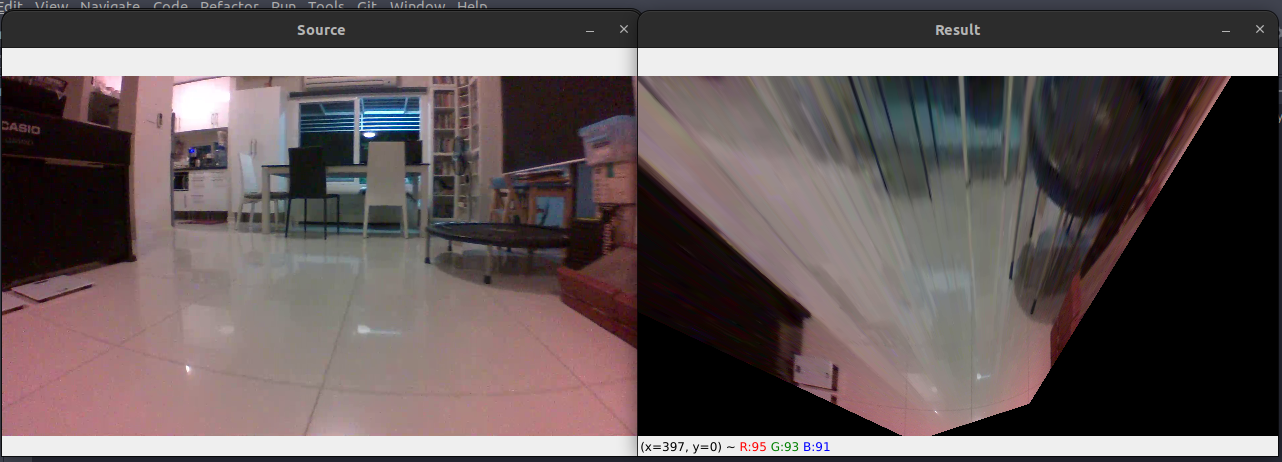 Edit View Navigate Code Refactor Run Tools Git Window Help
Source
Result
CASIO
(x=397, y=0) ~ R:95 G:93 B:91